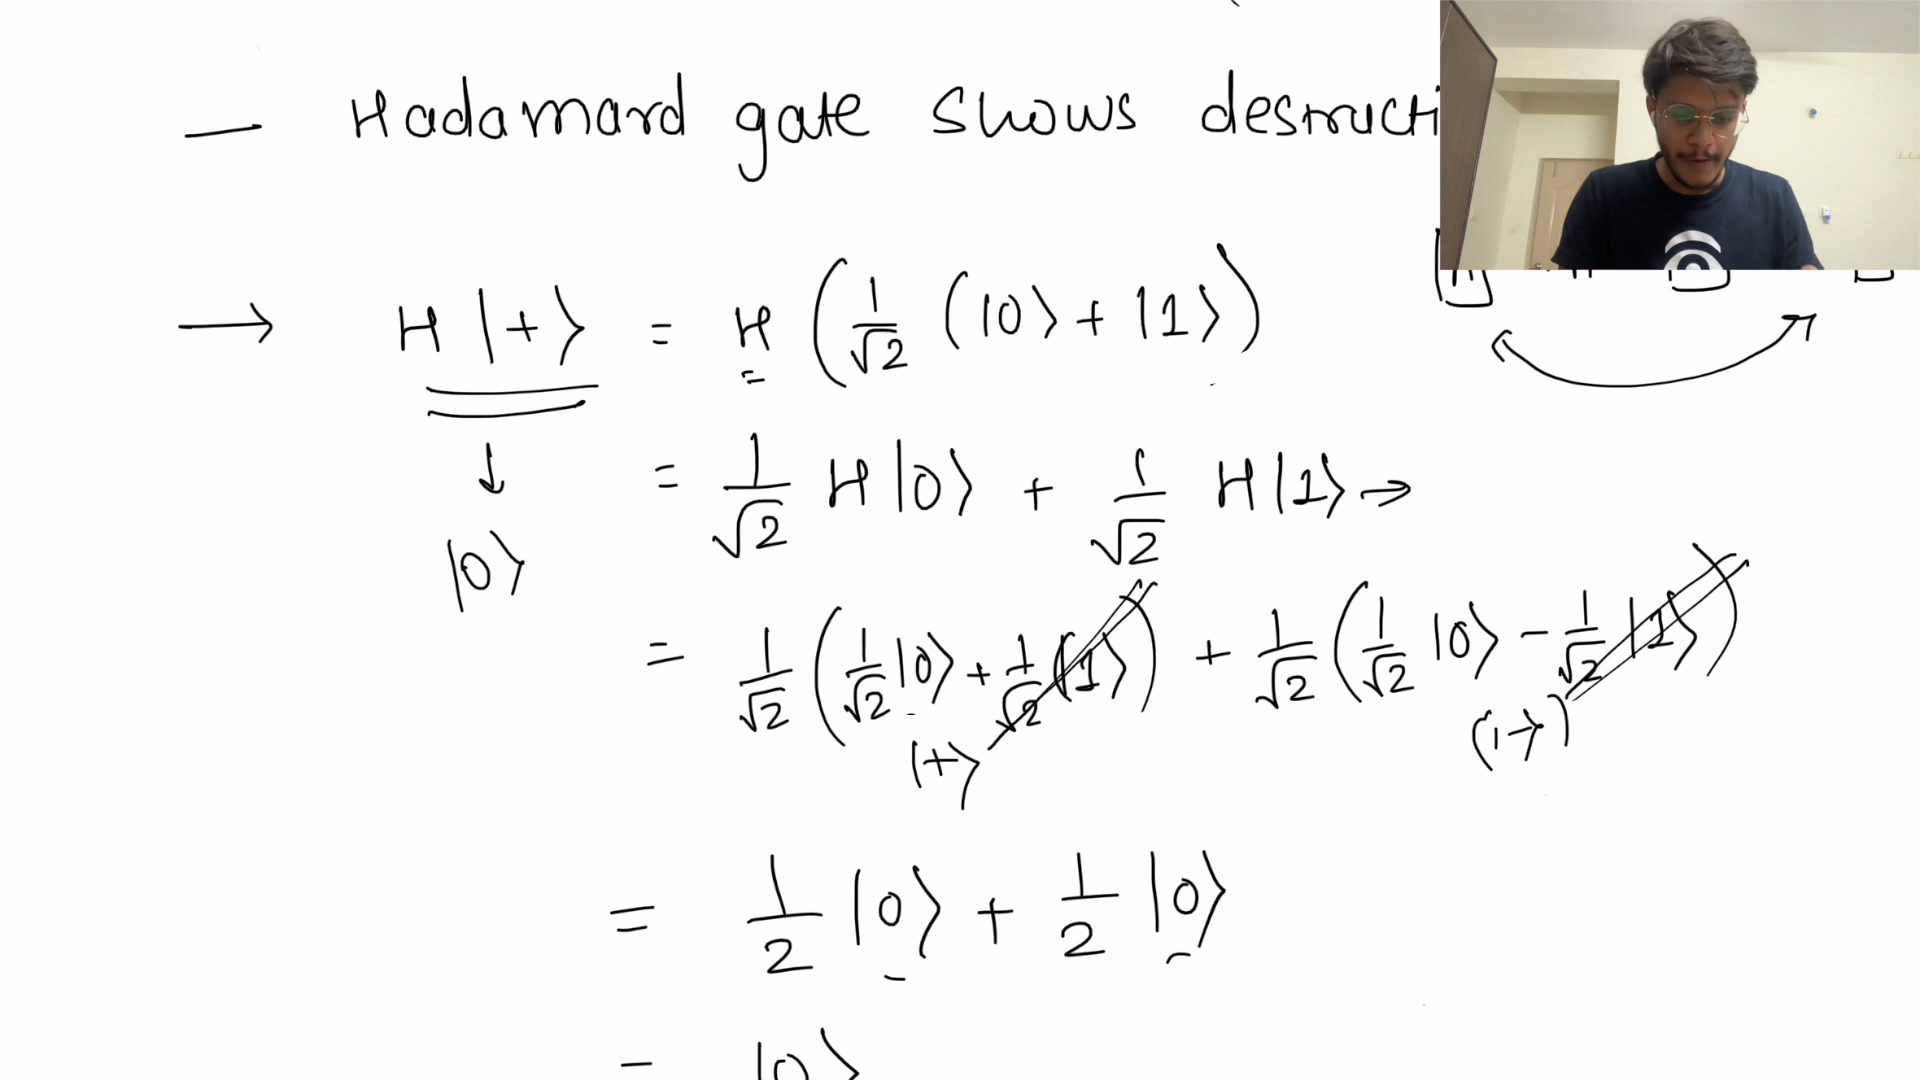 — Hadamard gate shows destructi
→ H|+⟩ = H (1/√2 (|0⟩ + |1⟩)
↓ = 1/√2 H|0⟩ + 1/√2 H|1⟩ →
|0⟩
= 1/√2 (1/√2 |0⟩ + 1/√2 |1⟩) + 1/√2 (1/√2 |0⟩ - 1/√2 |1⟩)
|+⟩ (|-⟩)
= 1/2 |0⟩ + 1/2 |0⟩
= |0⟩